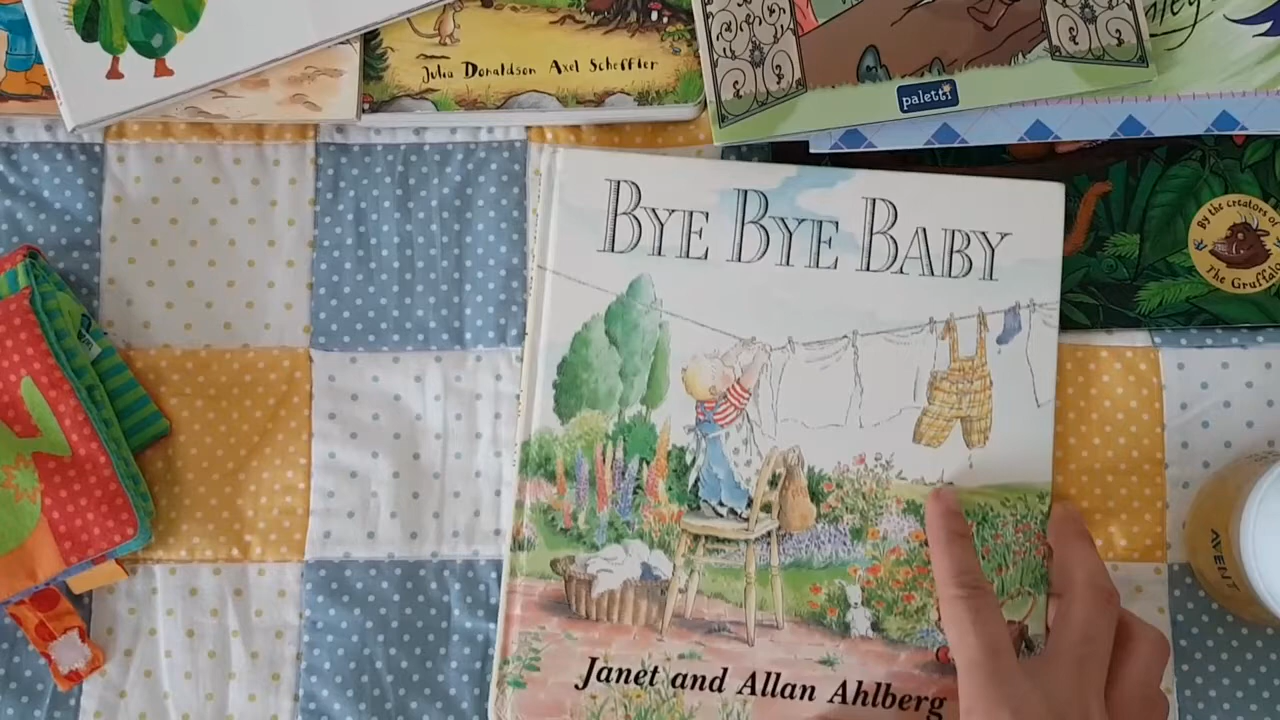 Julia Donaldson Axel Scheffler
paletti
By the creators of
The Gruffalo
BYE BYE BABY
AVENT
Janet and Allan Ahlberg